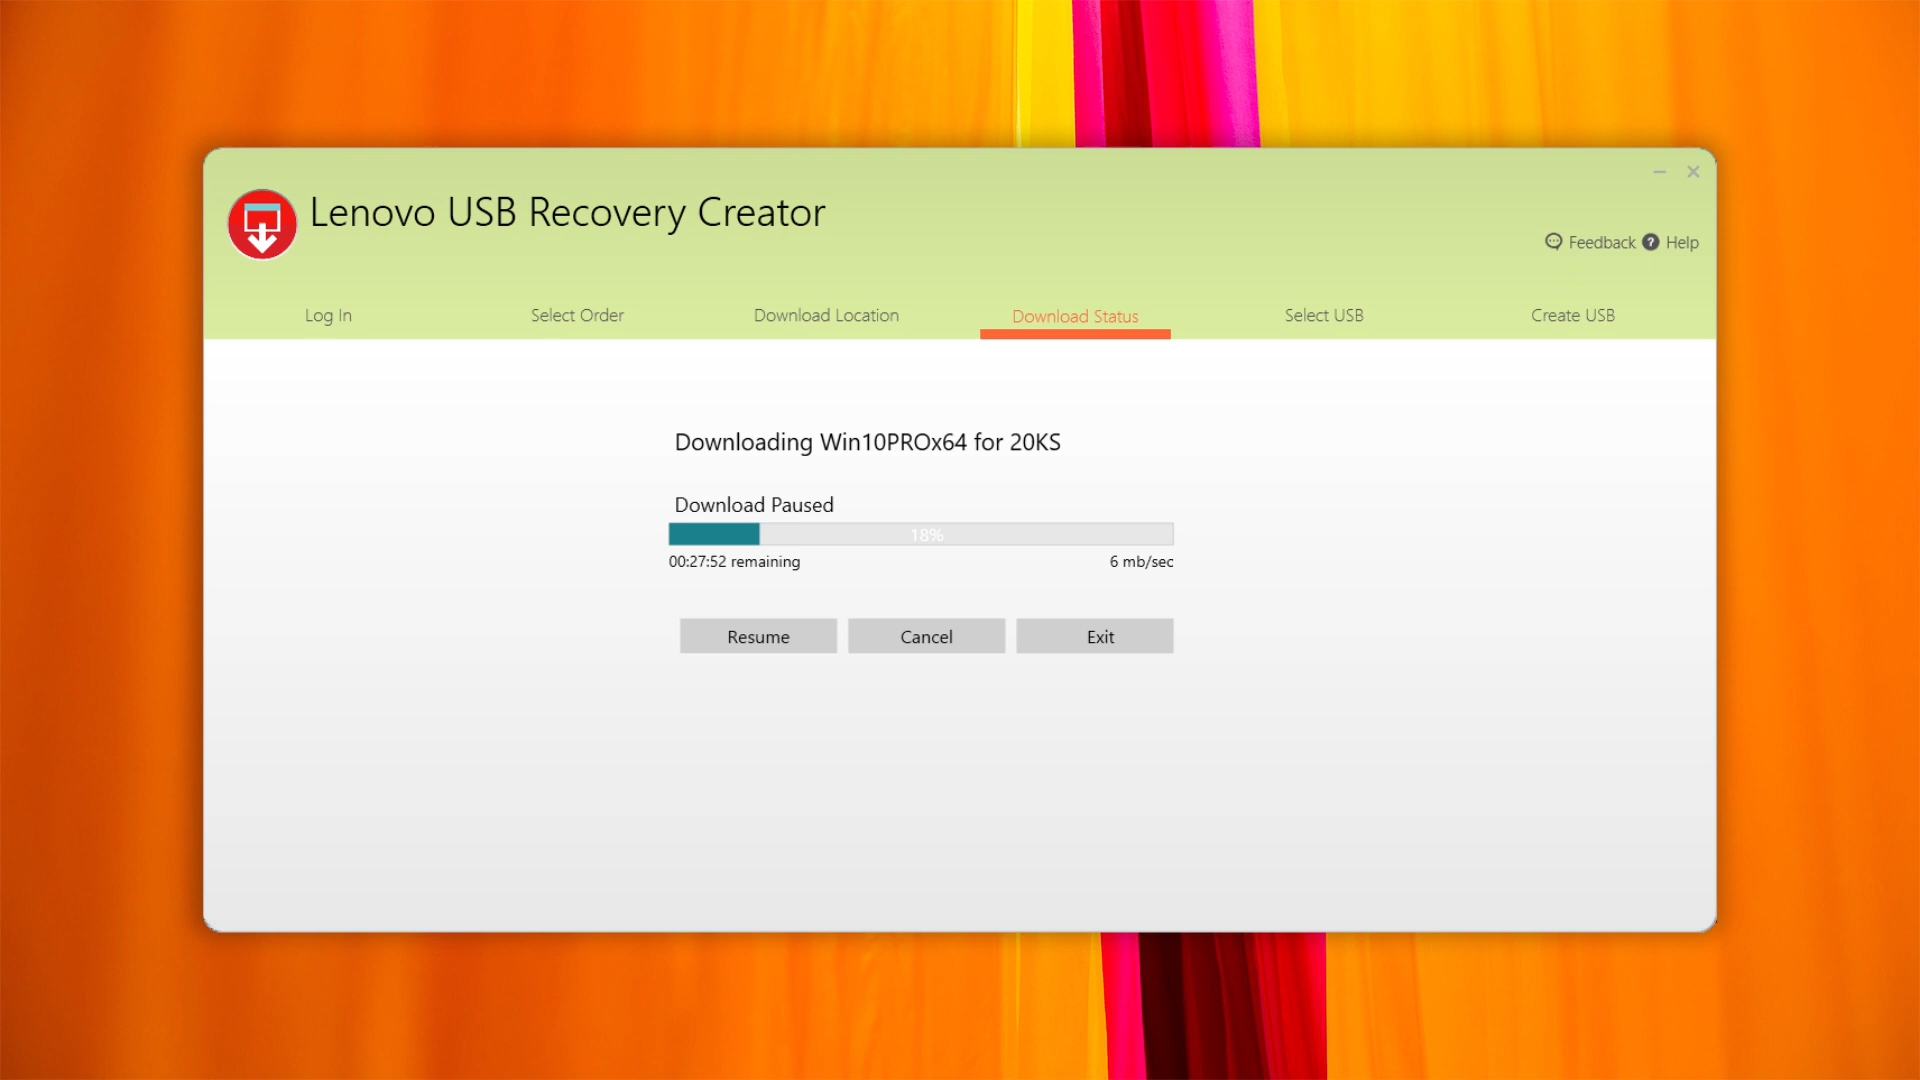 Lenovo USB Recovery Creator
Feedback Help
Log In Select Order Download Location Download Status Select USB Create USB
Downloading Win10PROx64 for 20KS
Download Paused
18%
00:27:52 remaining 6 mb/sec
Resume Cancel Exit